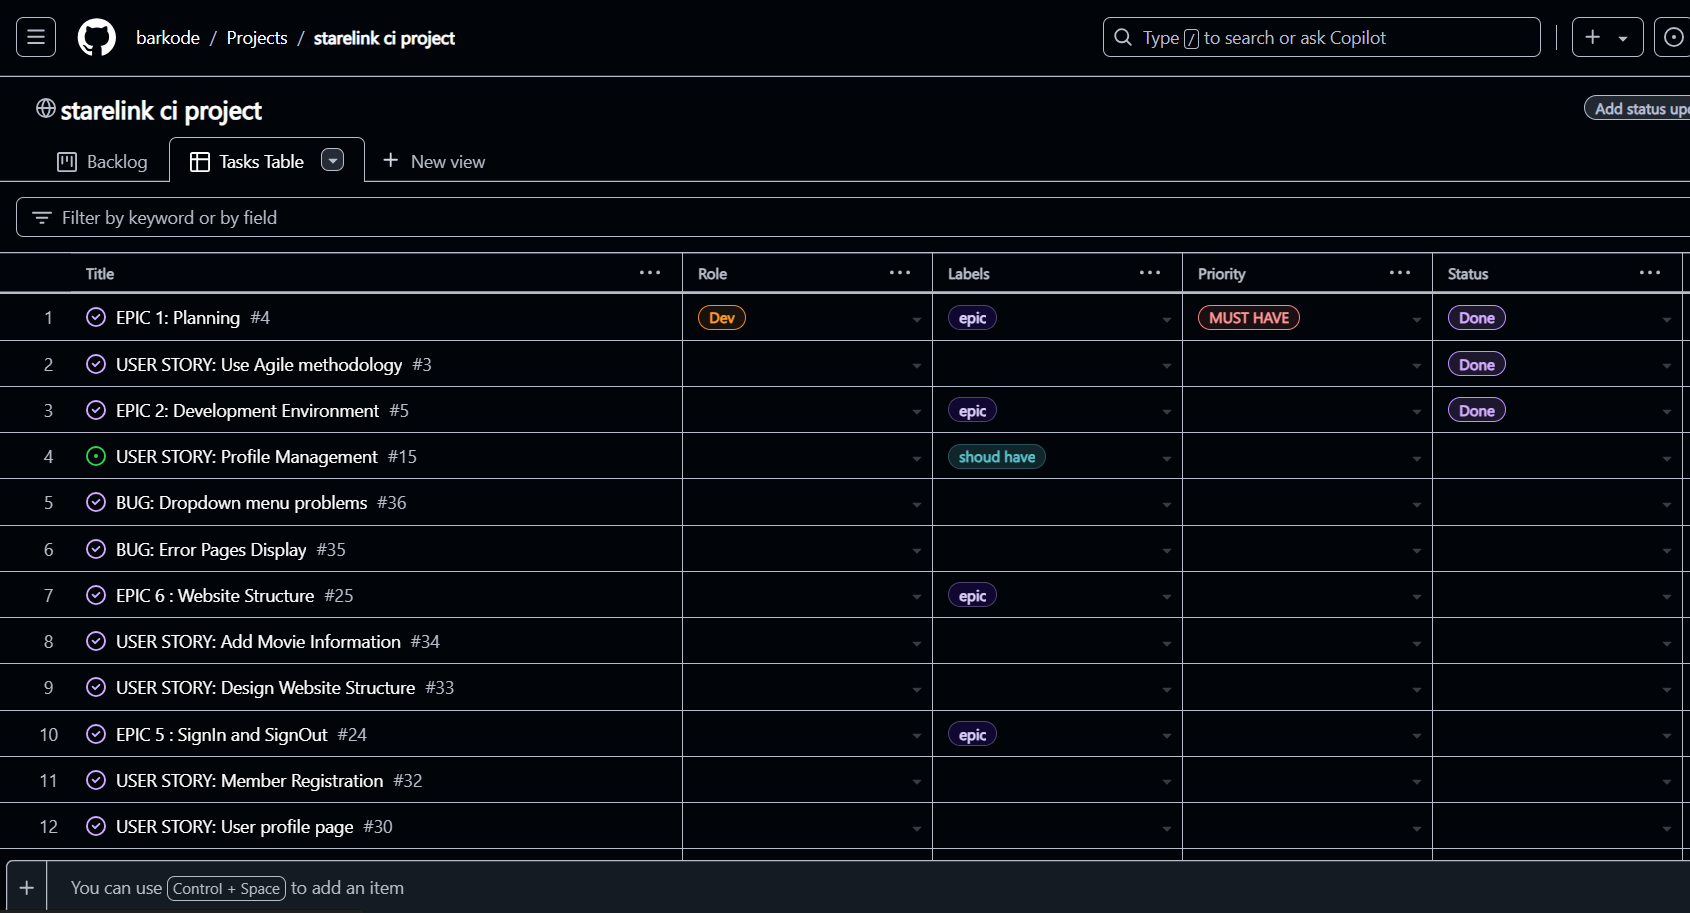 barkode / Projects / starelink ci project
Type / to search or ask Copilot
starelink ci project
Add status upd
Backlog
Tasks Table
New view
Filter by keyword or by field
Title Role Labels Priority Status
1 EPIC 1: Planning #4 Dev epic MUST HAVE Done
2 USER STORY: Use Agile methodology #3 Done
3 EPIC 2: Development Environment #5 epic Done
4 USER STORY: Profile Management #15 shoud have
5 BUG: Dropdown menu problems #36
6 BUG: Error Pages Display #35
7 EPIC 6 : Website Structure #25 epic
8 USER STORY: Add Movie Information #34
9 USER STORY: Design Website Structure #33
10 EPIC 5 : SignIn and SignOut #24 epic
11 USER STORY: Member Registration #32
12 USER STORY: User profile page #30
You can use Control + Space to add an item